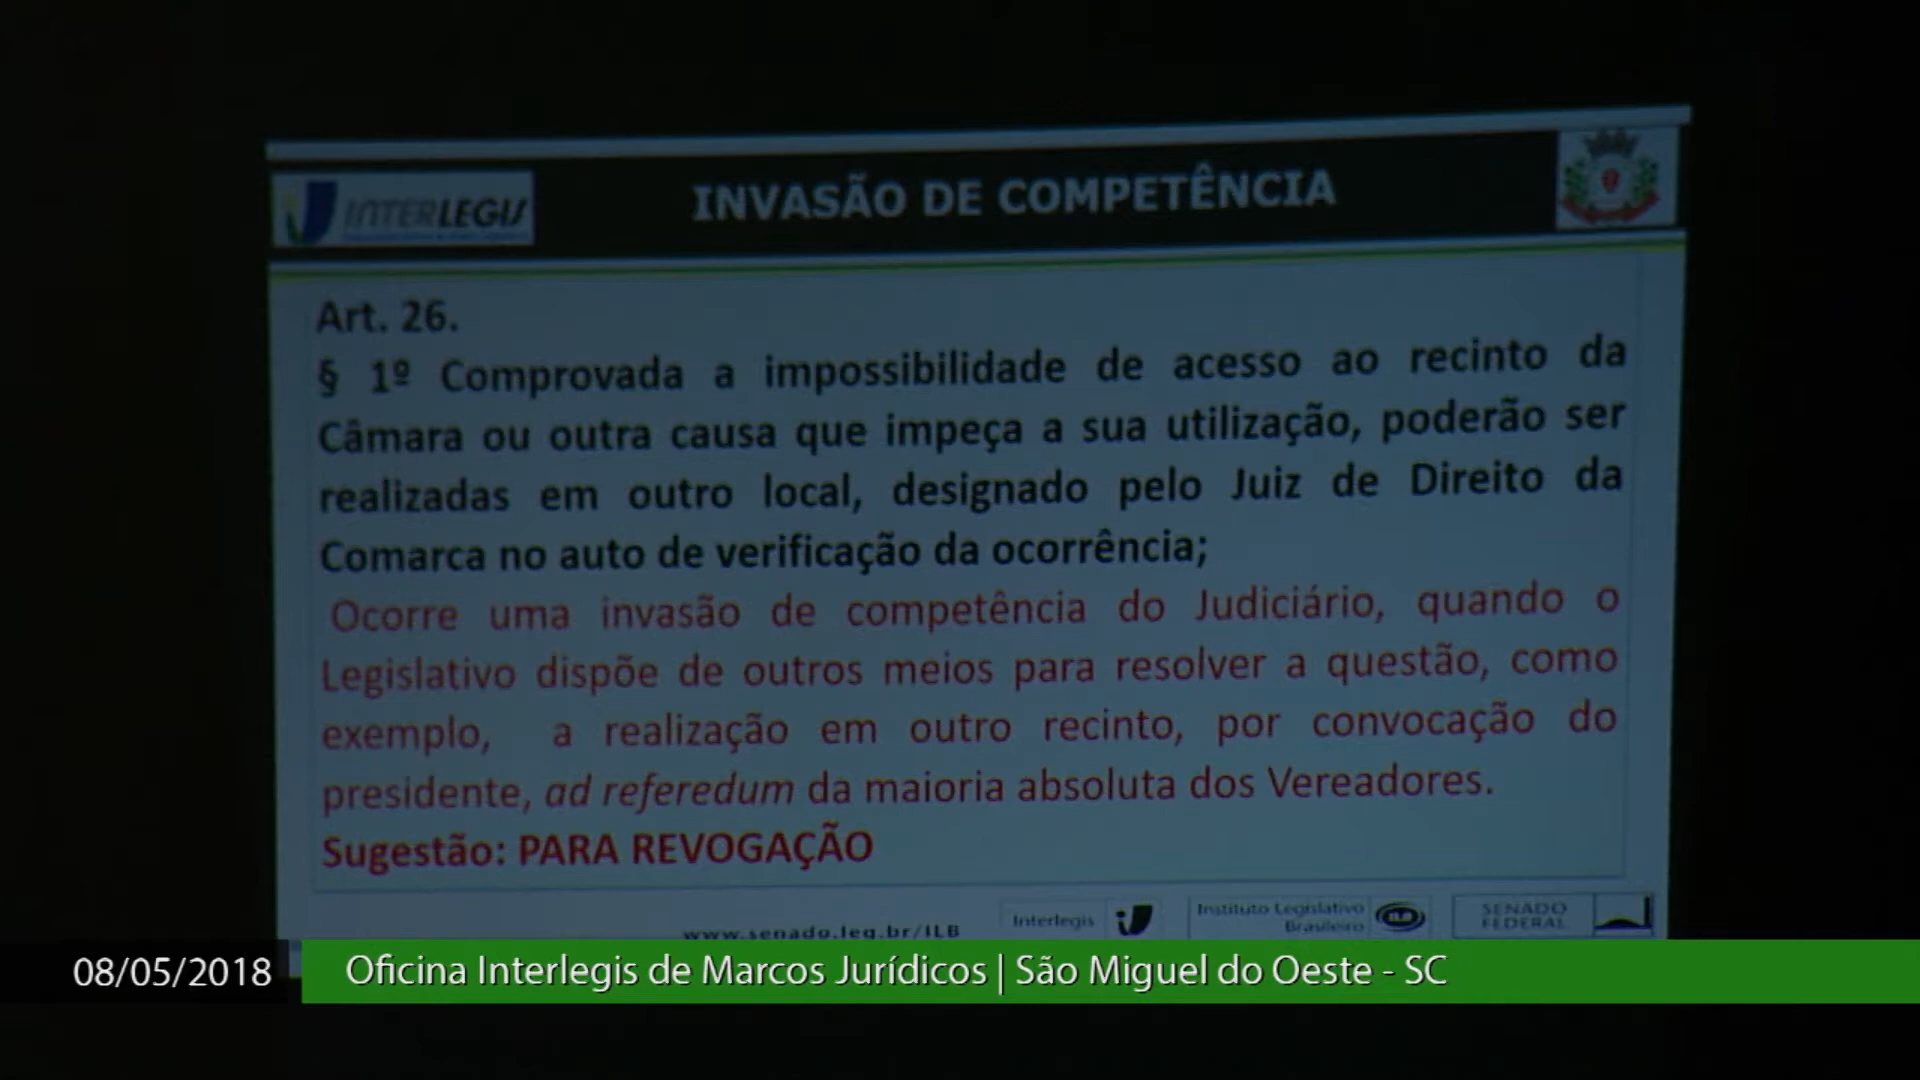 INTERLEGIS
INVASÃO DE COMPETÊNCIA
Art. 26.
§ 1º Comprovada a impossibilidade de acesso ao recinto da
Câmara ou outra causa que impeça a sua utilização, poderão ser
realizadas em outro local, designado pelo Juiz de Direito da
Comarca no auto de verificação da ocorrência;
Ocorre uma invasão de competência do Judiciário, quando o
Legislativo dispõe de outros meios para resolver a questão, como
exemplo, a realização em outro recinto, por convocação do
presidente, ad referedum da maioria absoluta dos Vereadores.
Sugestão: PARA REVOGAÇÃO
www.senado.leg.br/ILB
Interlegis
Instituto Legislativo
Brasileiro
ILB
SENADO
FEDERAL
08/05/2018
Oficina Interlegis de Marcos Jurídicos | São Miguel do Oeste - SC